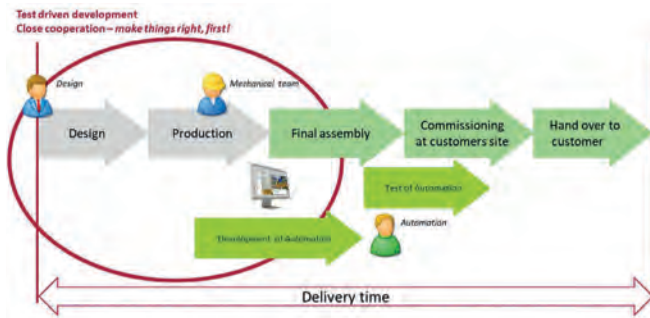 Test driven development
Close cooperation – make things right, first!
Design
Mechanical team
Design
Production
Final assembly
Commissioning
at customers site
Hand over to
customer
Test of Automation
Development of Automation
Automation
Delivery time